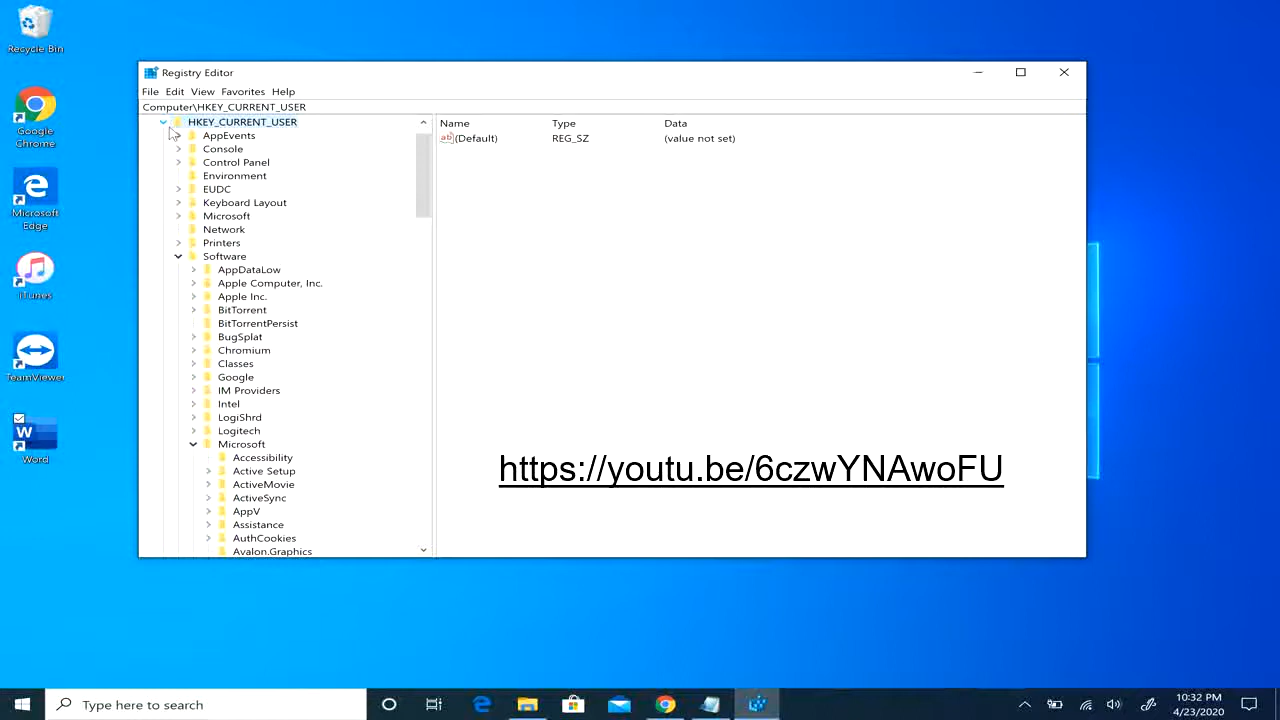 Recycle Bin
Google
Chrome
Microsoft
Edge
iTunes
TeamViewer
W
Word
Registry Editor
File Edit View Favorites Help
Computer\HKEY_CURRENT_USER
HKEY_CURRENT_USER
AppEvents
Console
Control Panel
Environment
EUDC
Keyboard Layout
Microsoft
Network
Printers
Software
AppDataLow
Apple Computer, Inc.
Apple Inc.
BitTorrent
BitTorrentPersist
BugSplat
Chromium
Classes
Google
IM Providers
Intel
LogiShrd
Logitech
Microsoft
Accessibility
Active Setup
ActiveMovie
ActiveSync
AppV
Assistance
AuthCookies
Avalon.Graphics
Name Type Data
ab (Default) REG_SZ (value not set)
https://youtu.be/6czwYNAwoFU
Type here to search
10:32 PM
4/23/2020